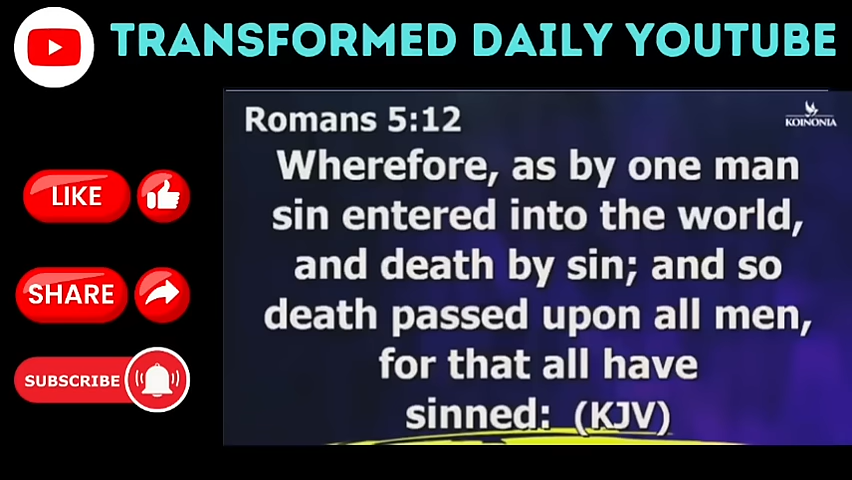 TRANSFORMED DAILY YOUTUBE
Romans 5:12
KOINONIA
Wherefore, as by one man
sin entered into the world,
and death by sin; and so
death passed upon all men,
for that all have
sinned: (KJV)
LIKE
SHARE
SUBSCRIBE